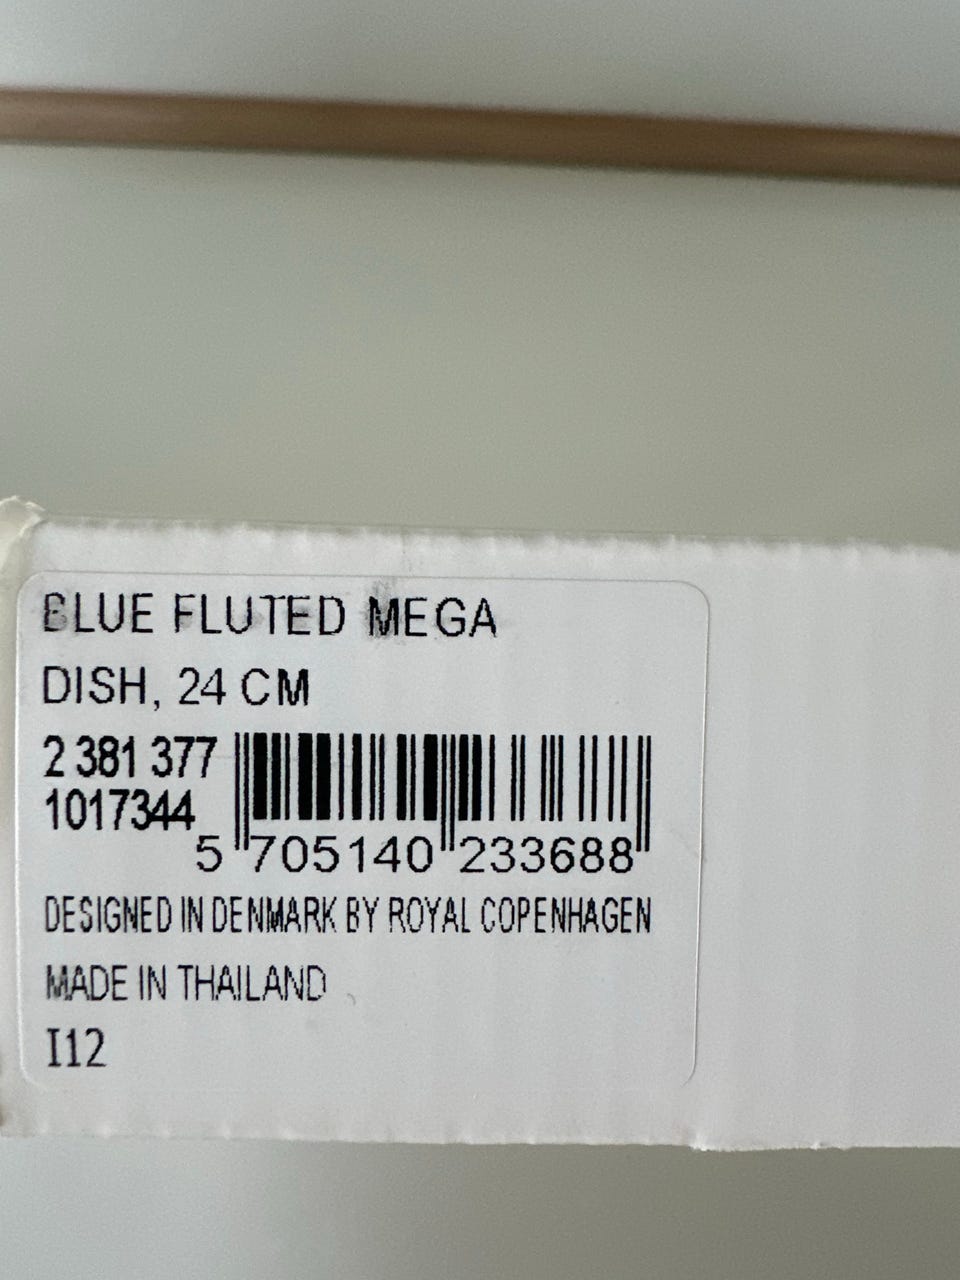 BLUE FLUTED MEGA
DISH, 24 CM
2 381 377
1017344
5 705140 233688
DESIGNED IN DENMARK BY ROYAL COPENHAGEN
MADE IN THAILAND
I12